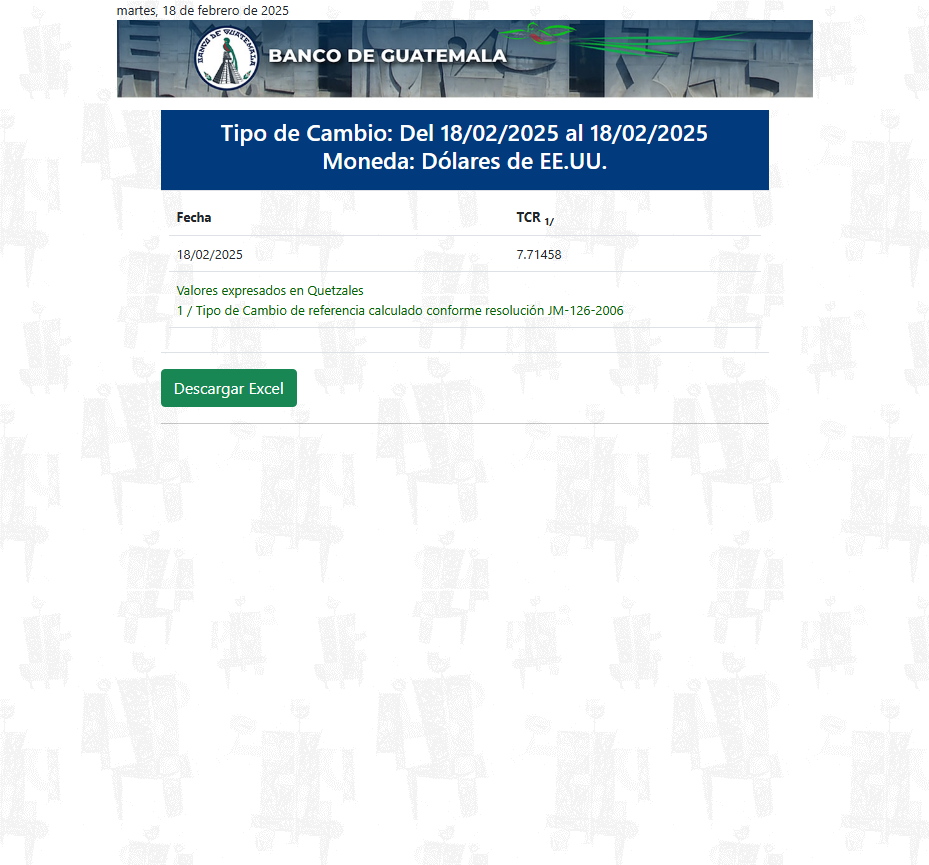 martes, 18 de febrero de 2025
BANCO DE GUATEMALA
BANCO DE GUATEMALA
Tipo de Cambio: Del 18/02/2025 al 18/02/2025
Moneda: Dólares de EE.UU.
Fecha TCR 1/
18/02/2025 7.71458
Valores expresados en Quetzales
1 / Tipo de Cambio de referencia calculado conforme resolución JM-126-2006
Descargar Excel